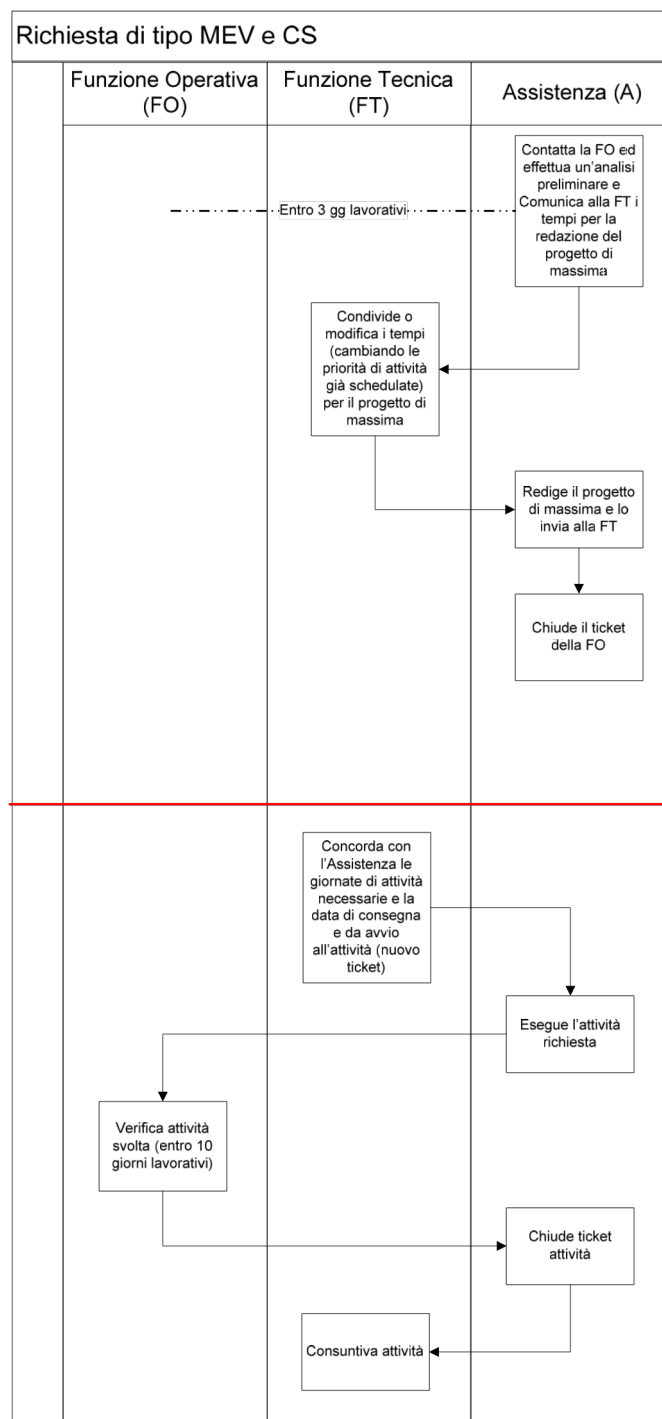 Richiesta di tipo MEV e CS
Funzione Operativa
(FO)
Funzione Tecnica
(FT)
Assistenza (A)
Contatta la FO ed
effettua un’analisi
preliminare e
Comunica alla FT i
tempi per la
redazione del
progetto di
massima
Entro 3 gg lavorativi
Condivide o
modifica i tempi
(cambiando le
priorità di attività
già schedulate)
per il progetto di
massima
Redige il progetto
di massima e lo
invia alla FT
Chiude il ticket
della FO
Concorda con
l’Assistenza le
giornate di attività
necessarie e la
data di consegna
e da avvio
all’attività (nuovo
ticket)
Esegue l’attività
richiesta
Verifica attività
svolta (entro 10
giorni lavorativi)
Chiude ticket
attività
Consuntiva attività